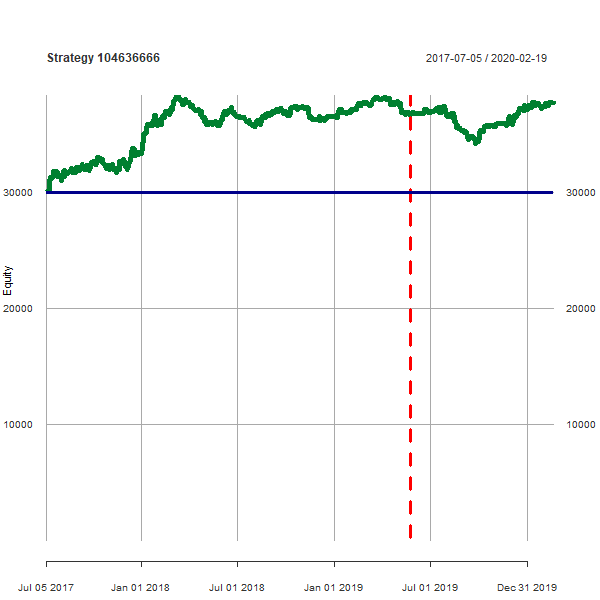 Strategy 104636666
2017-07-05 / 2020-02-19
30000
30000
Equity
20000
20000
10000
10000
Jul 05 2017
Jan 01 2018
Jul 01 2018
Jan 01 2019
Jul 01 2019
Dec 31 2019